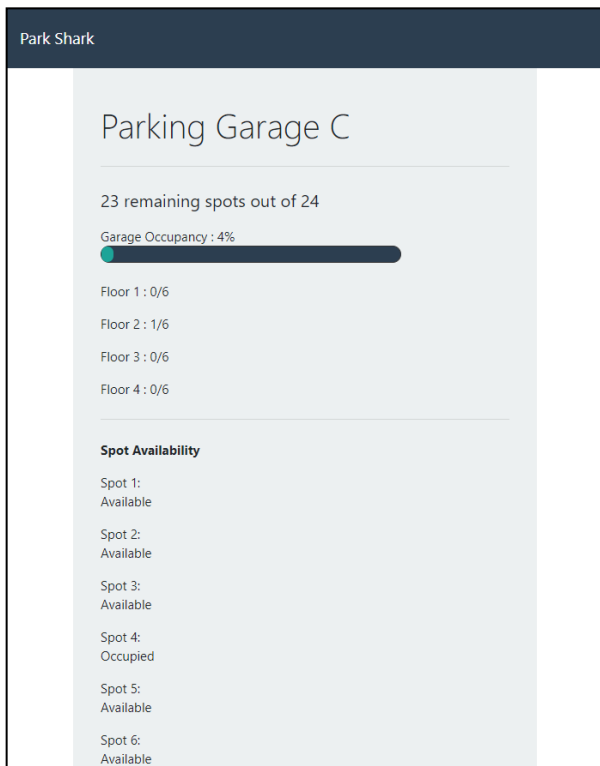 Park Shark
Parking Garage C
23 remaining spots out of 24
Garage Occupancy : 4%
Floor 1 : 0/6
Floor 2 : 1/6
Floor 3 : 0/6
Floor 4 : 0/6
Spot Availability
Spot 1:
Available
Spot 2:
Available
Spot 3:
Available
Spot 4:
Occupied
Spot 5:
Available
Spot 6:
Available